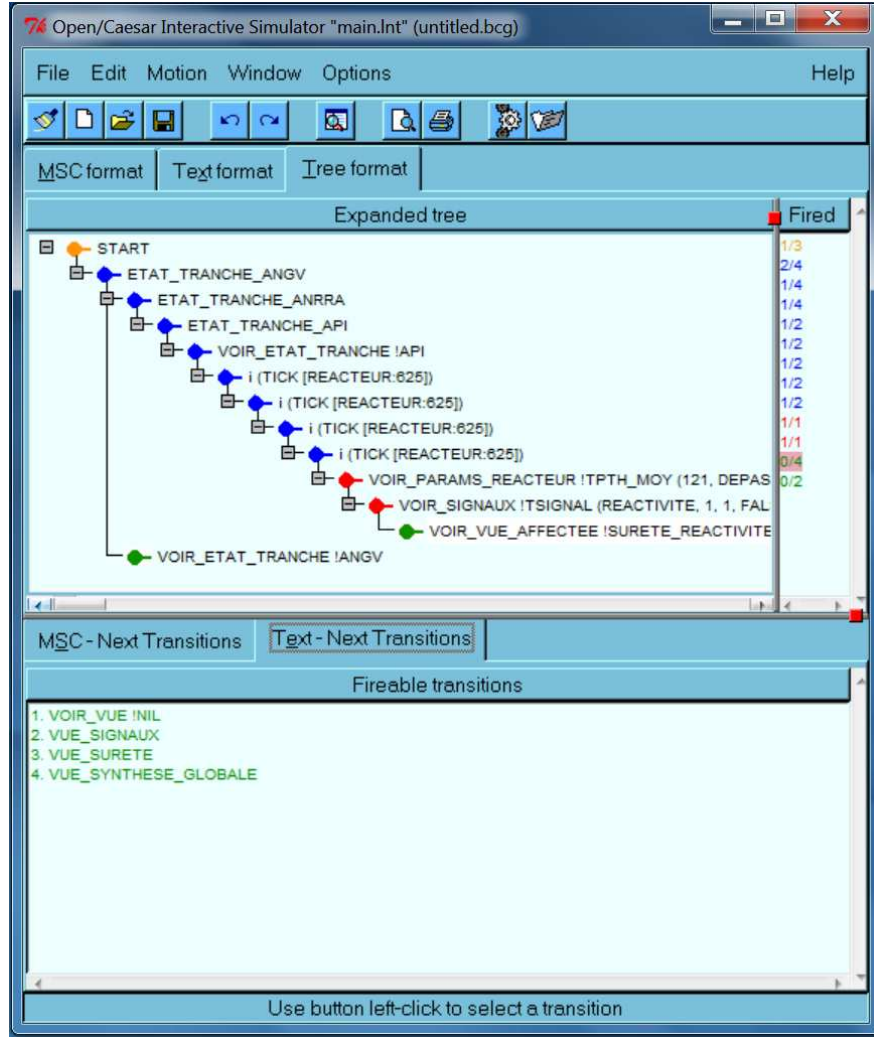 Open/Caesar Interactive Simulator "main.lnt" (untitled.bcg)
File Edit Motion Window Options Help
MSC format Text format Tree format
Expanded tree Fired
START 1/3
ETAT_TRANCHE_ANGV 2/4
ETAT_TRANCHE_ANRRA 1/4
ETAT_TRANCHE_API 1/4
VOIR_ETAT_TRANCHE !API 1/2
i (TICK [REACTEUR:625]) 1/2
i (TICK [REACTEUR:625]) 1/2
i (TICK [REACTEUR:625]) 1/2
i (TICK [REACTEUR:625]) 1/2
VOIR_PARAMS_REACTEUR !TPTH_MOY (121, DEPAS 1/1
VOIR_SIGNAUX !TSIGNAL (REACTIVITE, 1, 1, FAL 1/1
VOIR_VUE_AFFECTEE !SURETE_REACTIVITE 0/4
VOIR_ETAT_TRANCHE !ANGV 0/2
MSC - Next Transitions Text - Next Transitions
Fireable transitions
1. VOIR_VUE !NIL
2. VUE_SIGNAUX
3. VUE_SURETE
4. VUE_SYNTHESE_GLOBALE
Use button left-click to select a transition